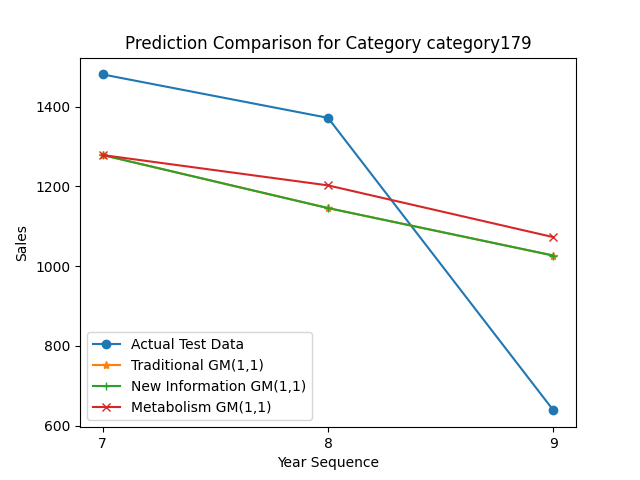 Prediction Comparison for Category category179
1400
1200
1000
800
600
Sales
Actual Test Data
Traditional GM(1,1)
New Information GM(1,1)
Metabolism GM(1,1)
7
8
9
Year Sequence